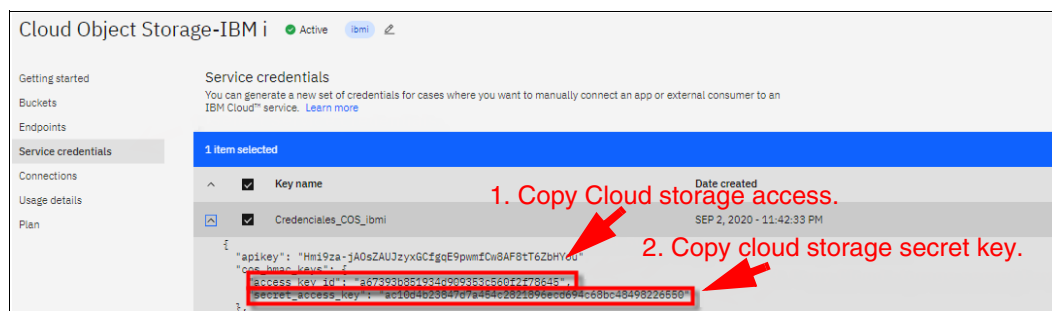 Cloud Object Storage-IBM i Active ibmi
Getting started
Buckets
Endpoints
Service credentials
Connections
Usage details
Plan
Service credentials
You can generate a new set of credentials for cases where you want to manually connect an app or external consumer to an
IBM Cloud™ service. Learn more
1 item selected
Key name Date created
1. Copy Cloud storage access.
Credenciales_COS_ibmi SEP 2, 2020 - 11:42:33 PM
2. Copy cloud storage secret key.
{
"apikey":
"cos_hmac_keys": {
"access_key_id": "a67393b851934d909353c560f2f78645",
"secret_access_key": "ac10d4b23847d7a454c2821896ecd694c68bc48498226550"
},